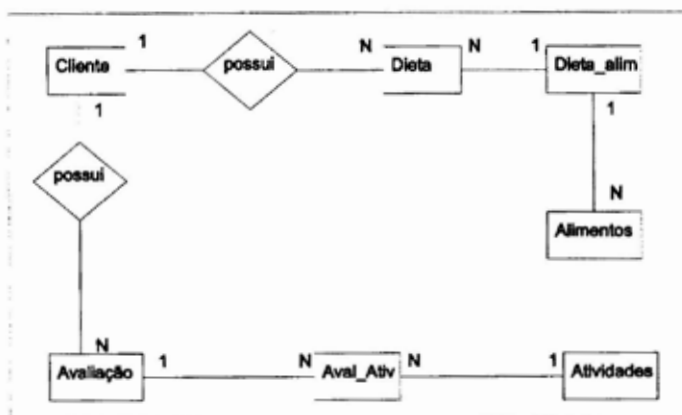 1 N N 1
Cliente possui Dieta Dieta_alim
1 1
possui
N
Alimentos
N 1 N N 1
Avaliação Aval_Ativ Atividades